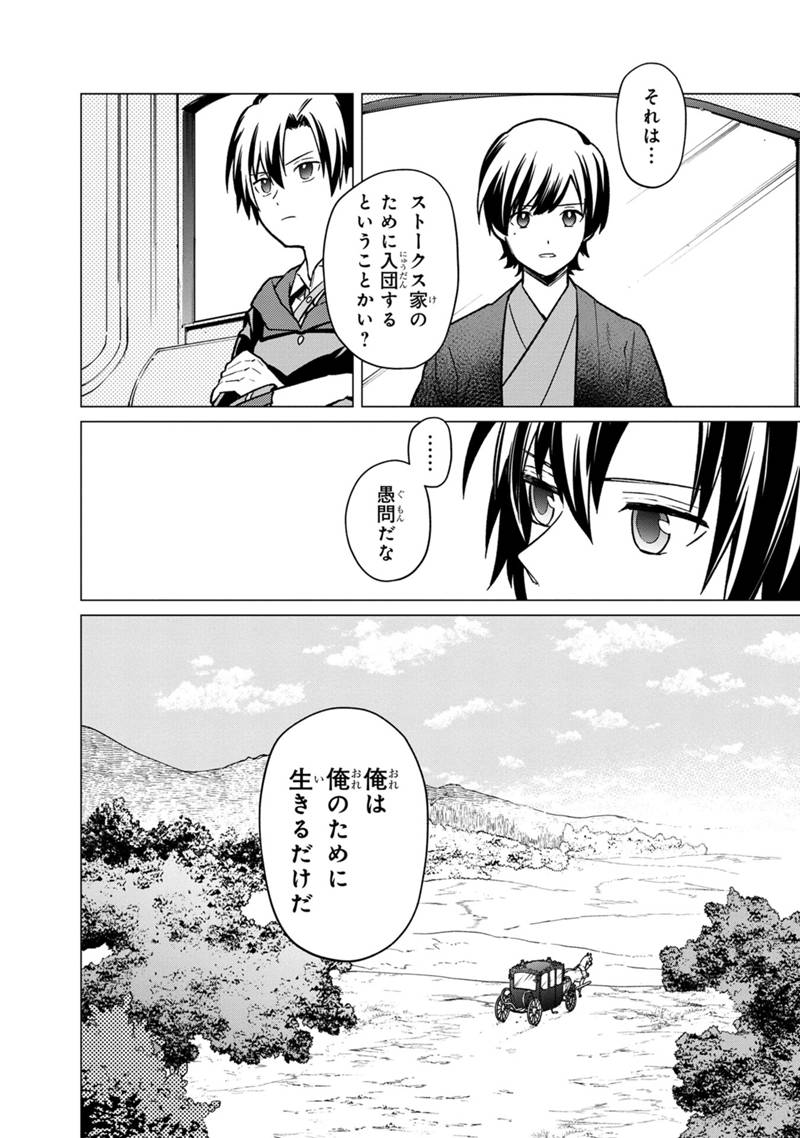 それは…
ストークス家の
ために入団する
ということかい？
……
愚問だな
俺は
俺のために
生きるだけだ